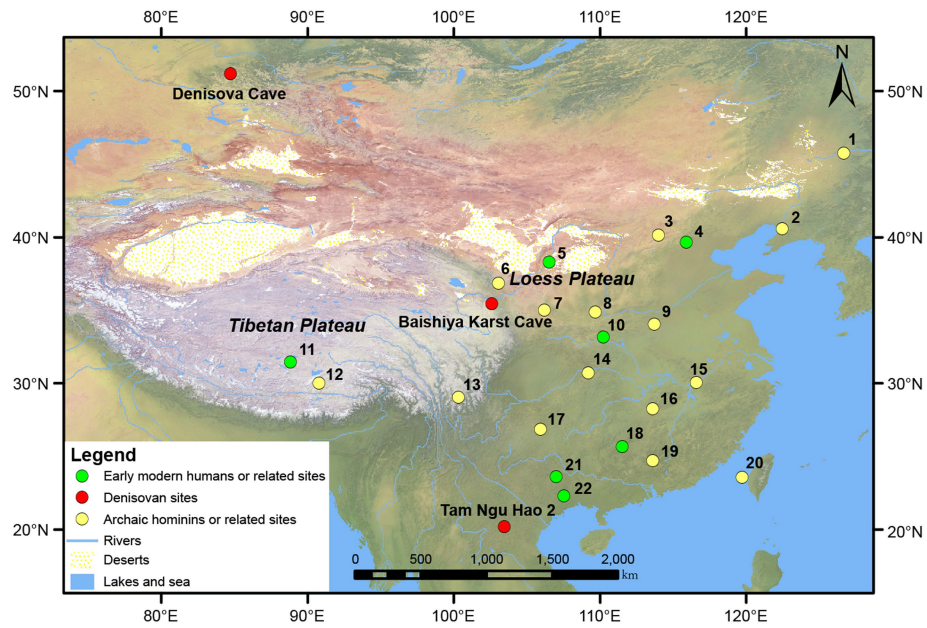 80°E 90°E 100°E 110°E 120°E
N
Denisova Cave
50°N 50°N
1
2
3
4
40°N 40°N
5
6
Loess Plateau
7
8
9
Baishiya Karst Cave
10
Tibetan Plateau
11
12
13
14
15
30°N 30°N
16
17
18
19
20
21
22
Tam Ngu Hao 2
20°N 20°N
Legend
Early modern humans or related sites
Denisovan sites
Archaic hominins or related sites
Rivers
Deserts
Lakes and sea
0 500 1,000 1,500 2,000
km
80°E 90°E 100°E 110°E 120°E